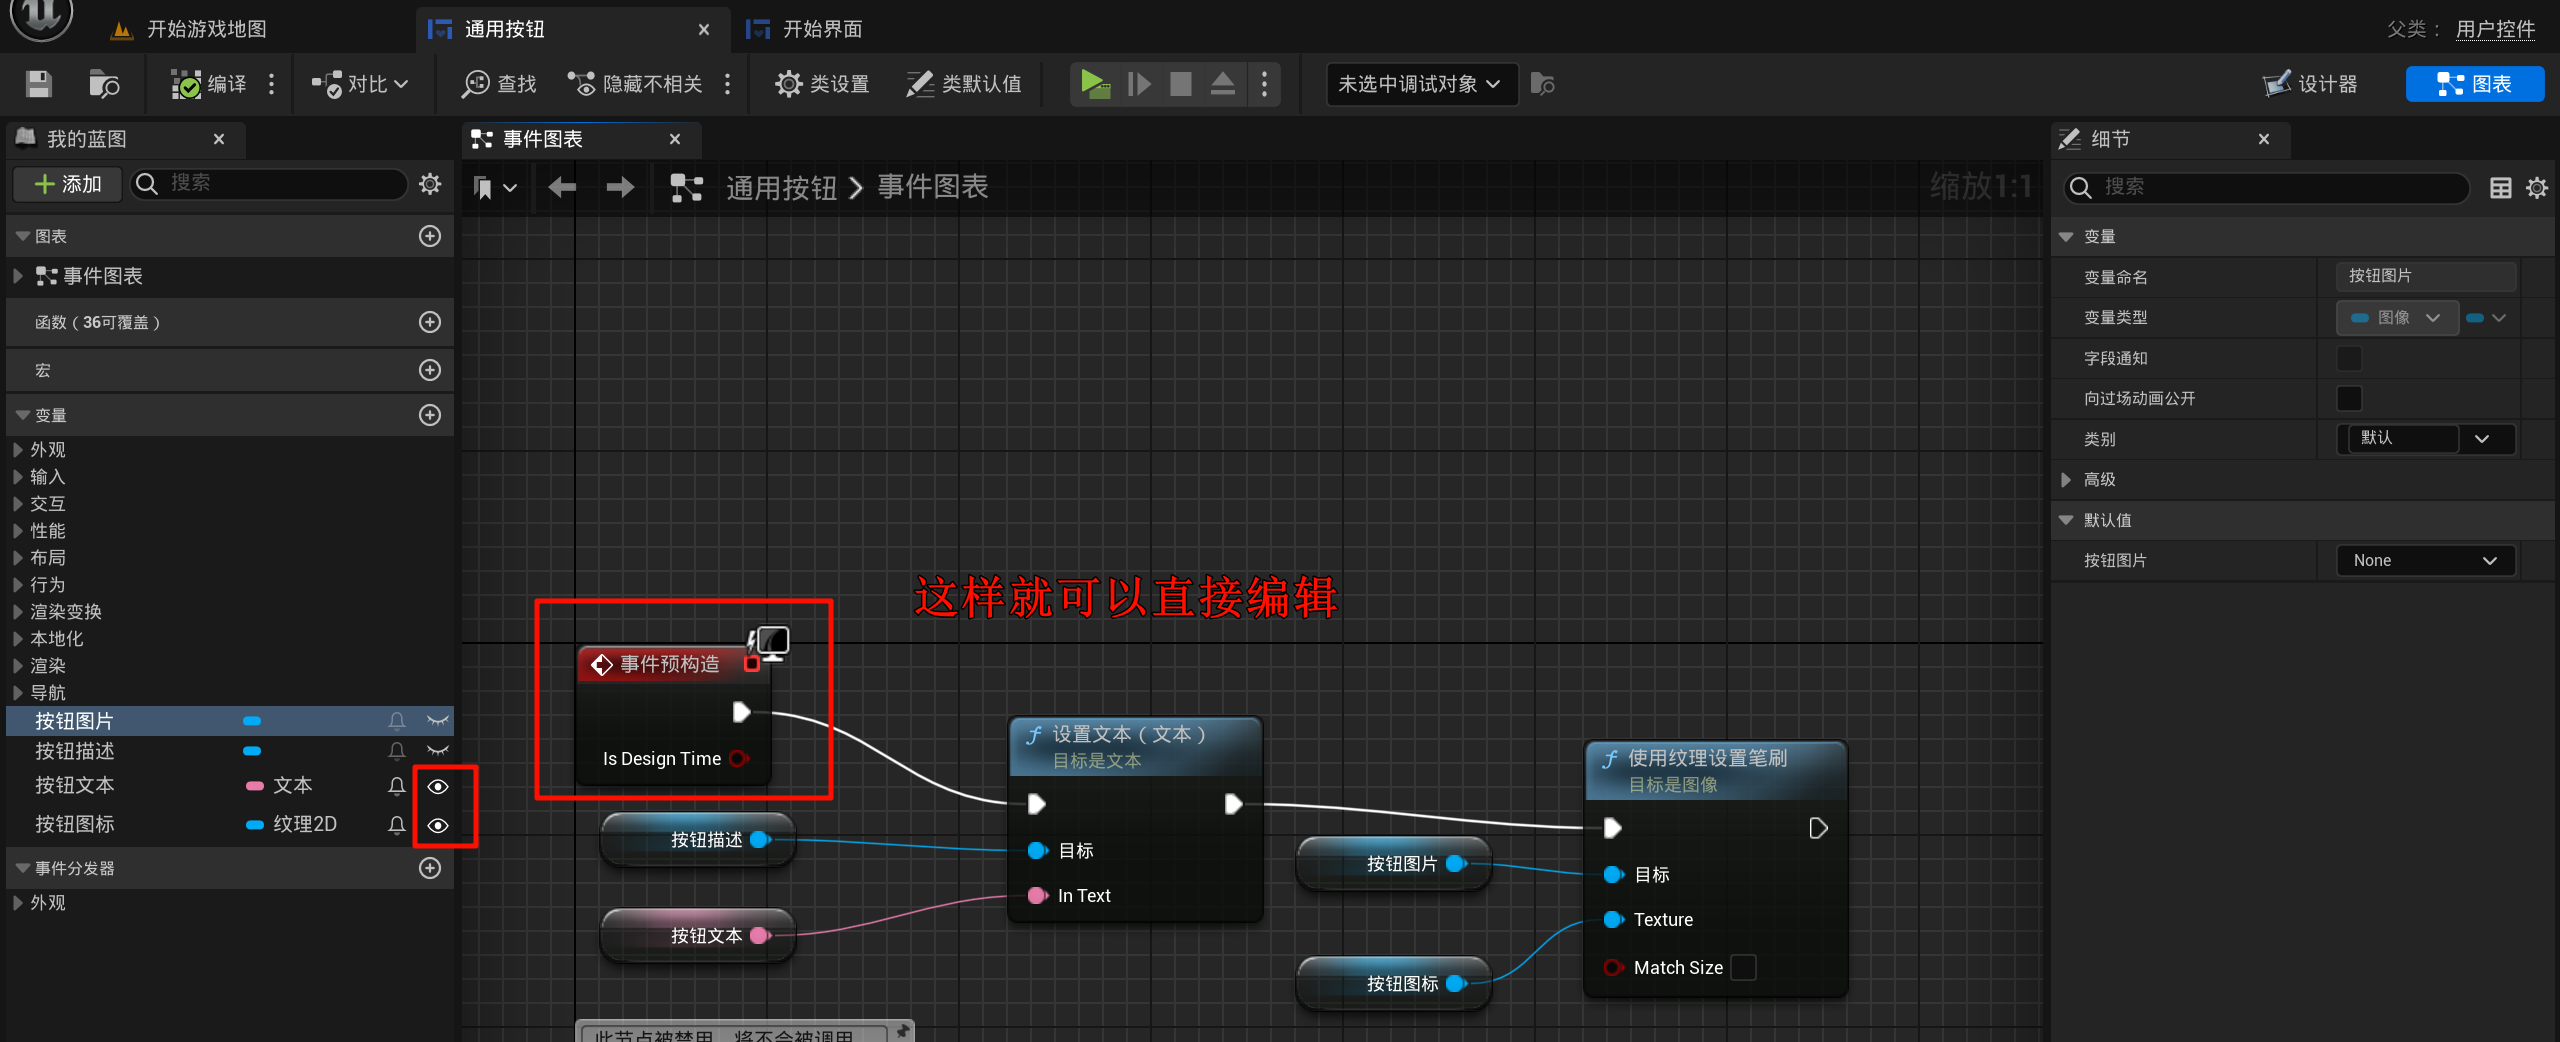 开始游戏地图
通用按钮
开始界面
父类： 用户控件
编译
对比
查找
隐藏不相关
类设置
类默认值
未选中调试对象
设计器
图表
我的蓝图
添加
搜索
图表
事件图表
函数（36可覆盖）
宏
变量
外观
输入
交互
性能
布局
行为
渲染变换
本地化
渲染
导航
按钮图片
按钮描述
按钮文本 文本
按钮图标 纹理2D
事件分发器
外观
事件图表
通用按钮 事件图表
缩放1:1
这样就可以直接编辑
事件预构造
Is Design Time
按钮描述
按钮文本
设置文本（文本）
目标是文本
目标
In Text
按钮图片
按钮图标
使用纹理设置笔刷
目标是图像
目标
Texture
Match Size
此节点被禁用，将不会被调用
细节
搜索
变量
变量命名 按钮图片
变量类型 图像
字段通知
向过场动画公开
类别 默认
高级
默认值
按钮图片 None